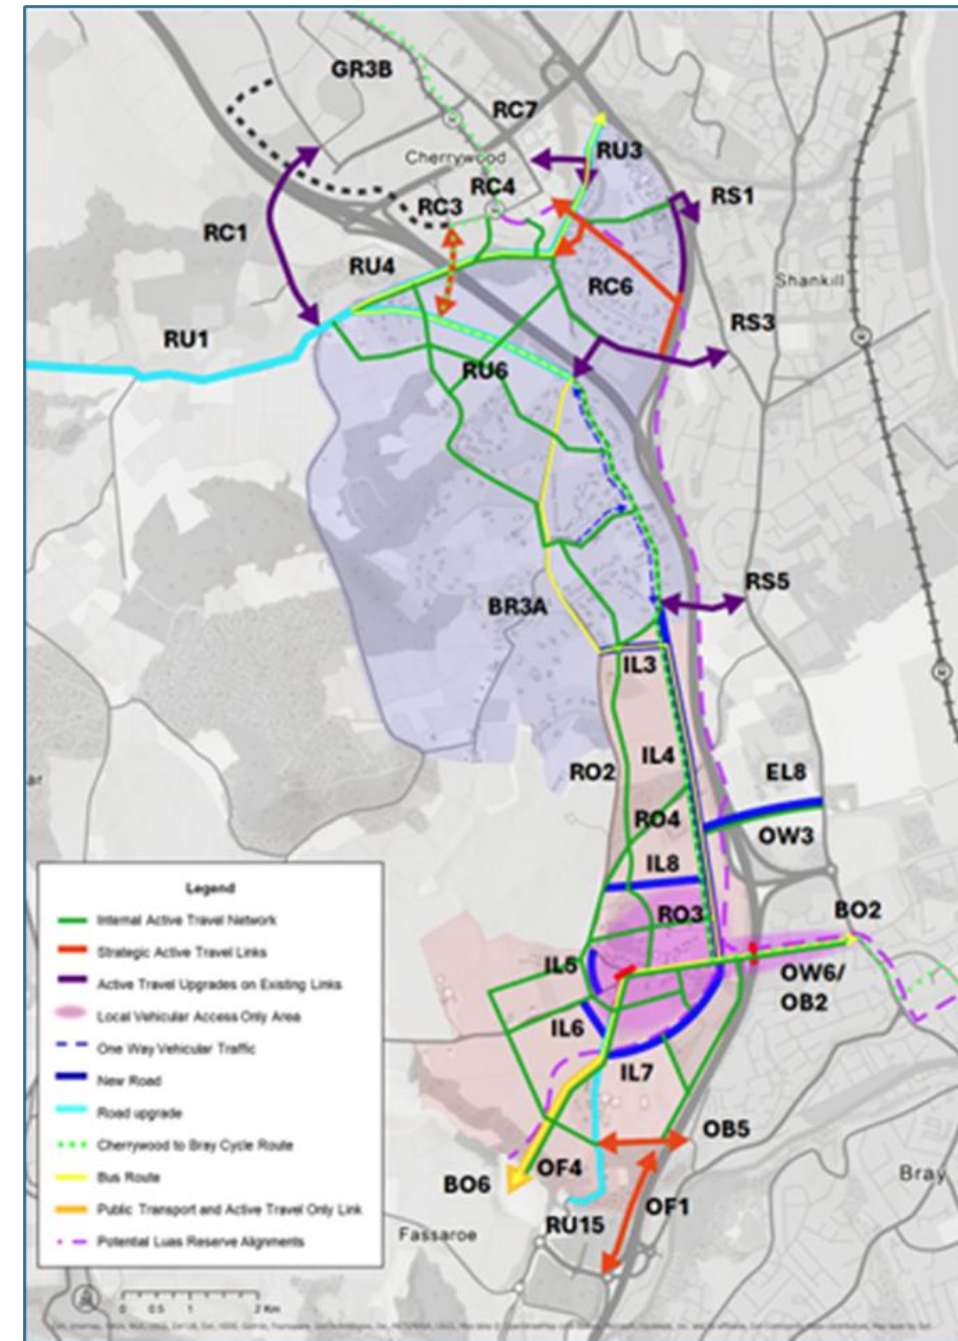 GR3B
RC7
Cherrywood
RU3
RC4
RC3
RS1
RC1
RU4
RC6
Shankill
RU1
RS3
RU6
RS5
BR3A
IL3
IL4
RO2
EL8
RO4
OW3
IL8
RO3
BO2
IL5
OW6/
OB2
IL6
IL7
OB5
OF4
BO6
OF1
Bray
RU15
Fassaroe
Legend
Internal Active Travel Network
Strategic Active Travel Links
Active Travel Upgrades on Existing Links
Local Vehicular Access Only Area
One Way Vehicular Traffic
New Road
Road upgrade
Cherrywood to Bray Cycle Route
Bus Route
Public Transport and Active Travel Only Link
Potential Luas Reserve Alignments
0 0.5 1 2 Km